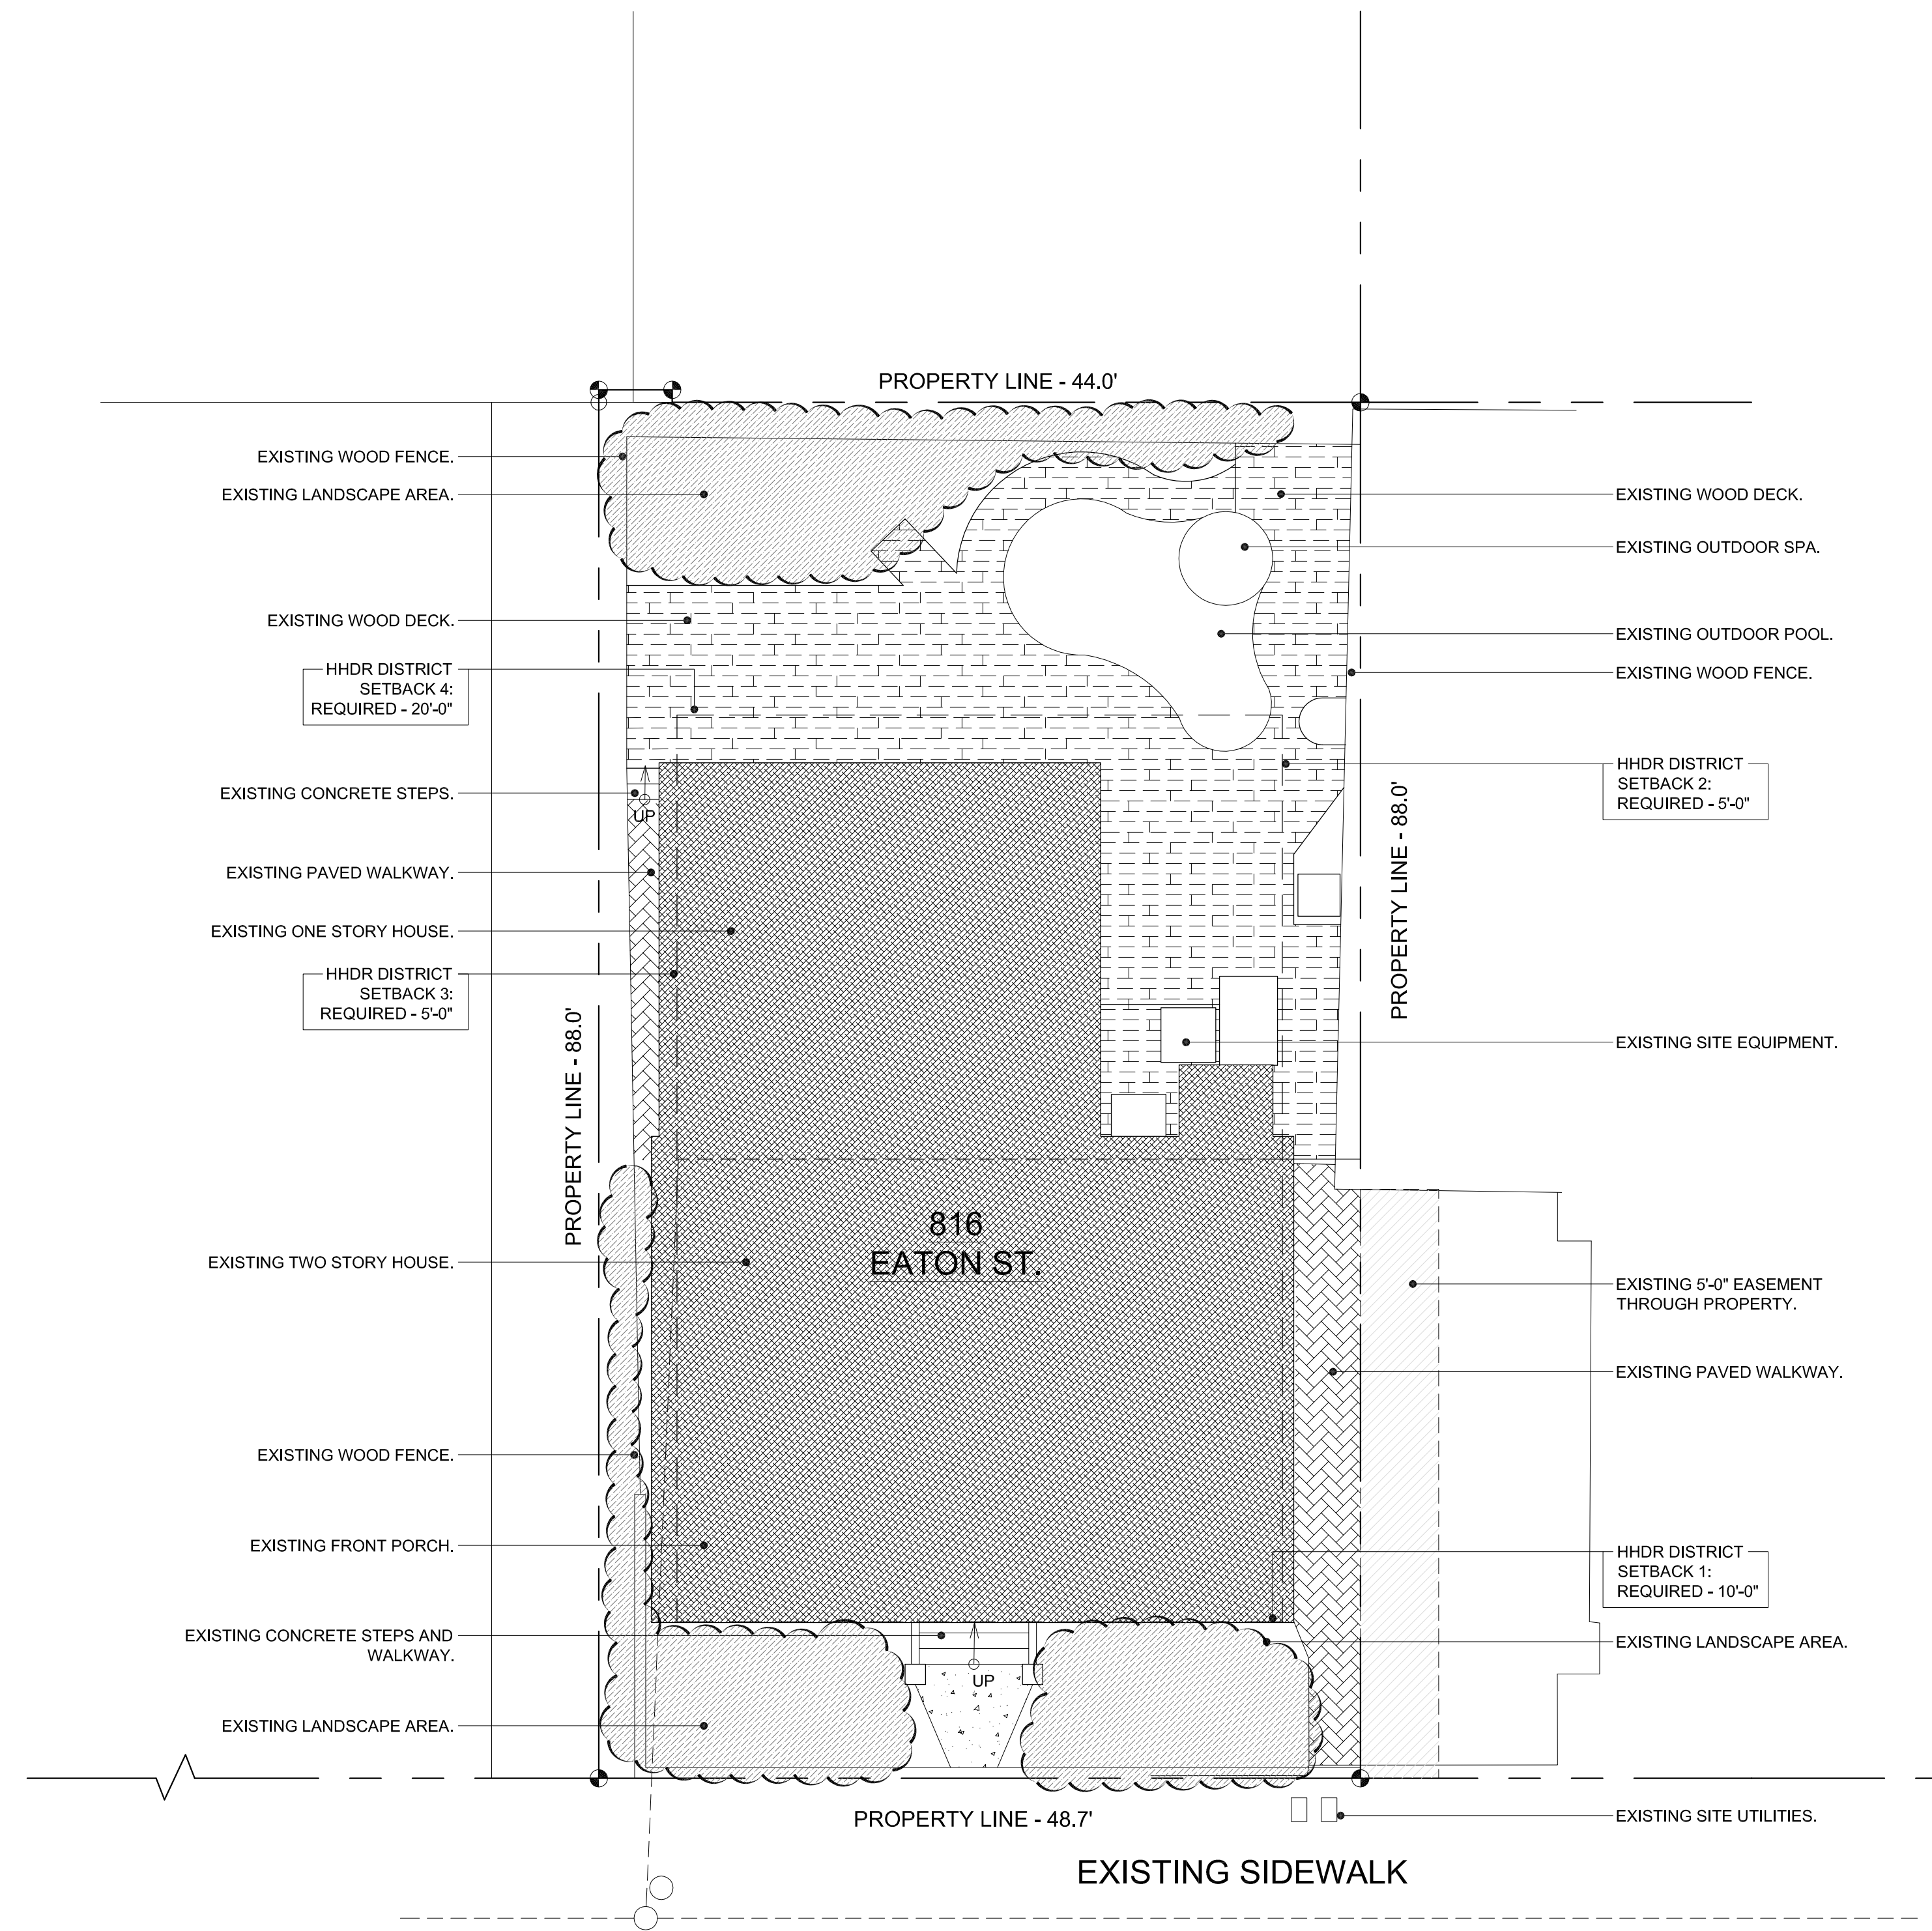 PROPERTY LINE - 44.0'
EXISTING WOOD FENCE.
EXISTING LANDSCAPE AREA.
EXISTING WOOD DECK.
HHDR DISTRICT
SETBACK 4:
REQUIRED - 20'-0"
EXISTING CONCRETE STEPS.
UP
EXISTING PAVED WALKWAY.
EXISTING ONE STORY HOUSE.
HHDR DISTRICT
SETBACK 3:
REQUIRED - 5'-0"
PROPERTY LINE - 88.0'
EXISTING TWO STORY HOUSE.
EXISTING WOOD FENCE.
EXISTING FRONT PORCH.
EXISTING CONCRETE STEPS AND
WALKWAY.
EXISTING LANDSCAPE AREA.
816
EATON ST.
UP
EXISTING WOOD DECK.
EXISTING OUTDOOR SPA.
EXISTING OUTDOOR POOL.
EXISTING WOOD FENCE.
HHDR DISTRICT
SETBACK 2:
REQUIRED - 5'-0"
PROPERTY LINE - 88.0'
EXISTING SITE EQUIPMENT.
EXISTING 5'-0" EASEMENT
THROUGH PROPERTY.
EXISTING PAVED WALKWAY.
HHDR DISTRICT
SETBACK 1:
REQUIRED - 10'-0"
EXISTING LANDSCAPE AREA.
EXISTING SITE UTILITIES.
PROPERTY LINE - 48.7'
EXISTING SIDEWALK